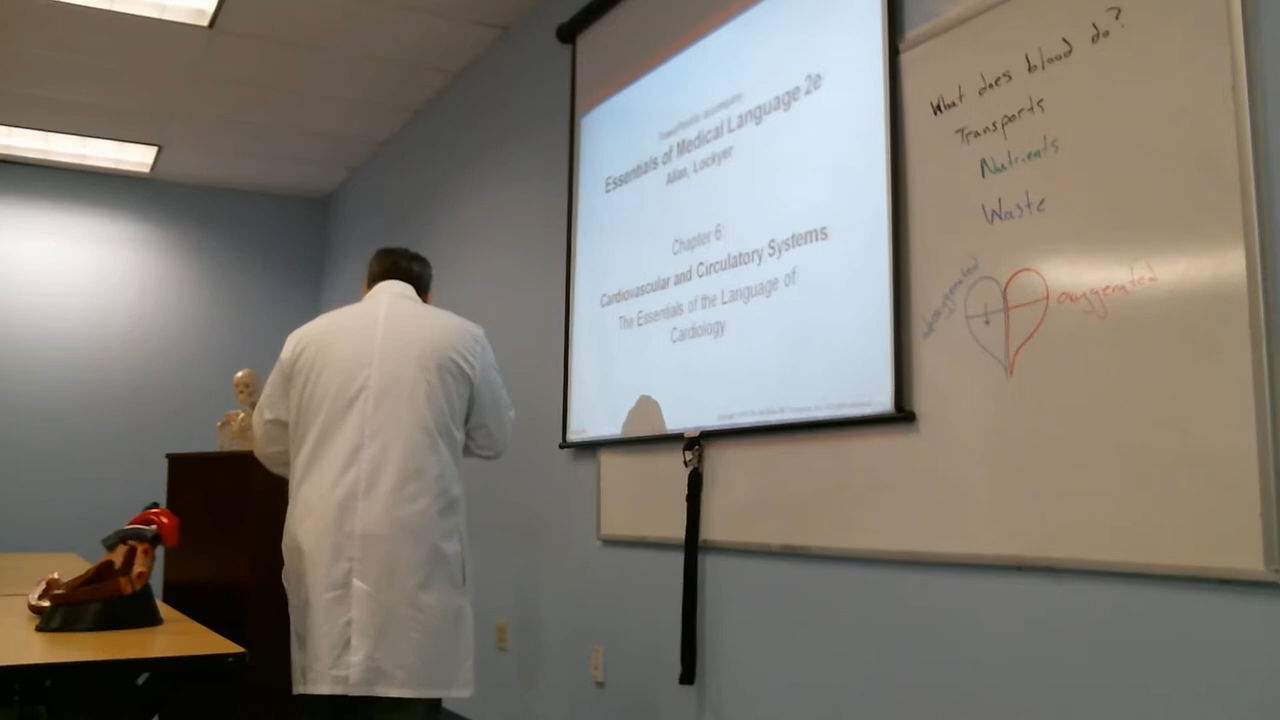 PowerPoint to accompany
Essentials of Medical Language 2e
Allan, Lockyer
Chapter 6:
Cardiovascular and Circulatory Systems
The Essentials of the Language of
Cardiology
What does blood do?
Transports
Nutrients
Waste
oxygenated